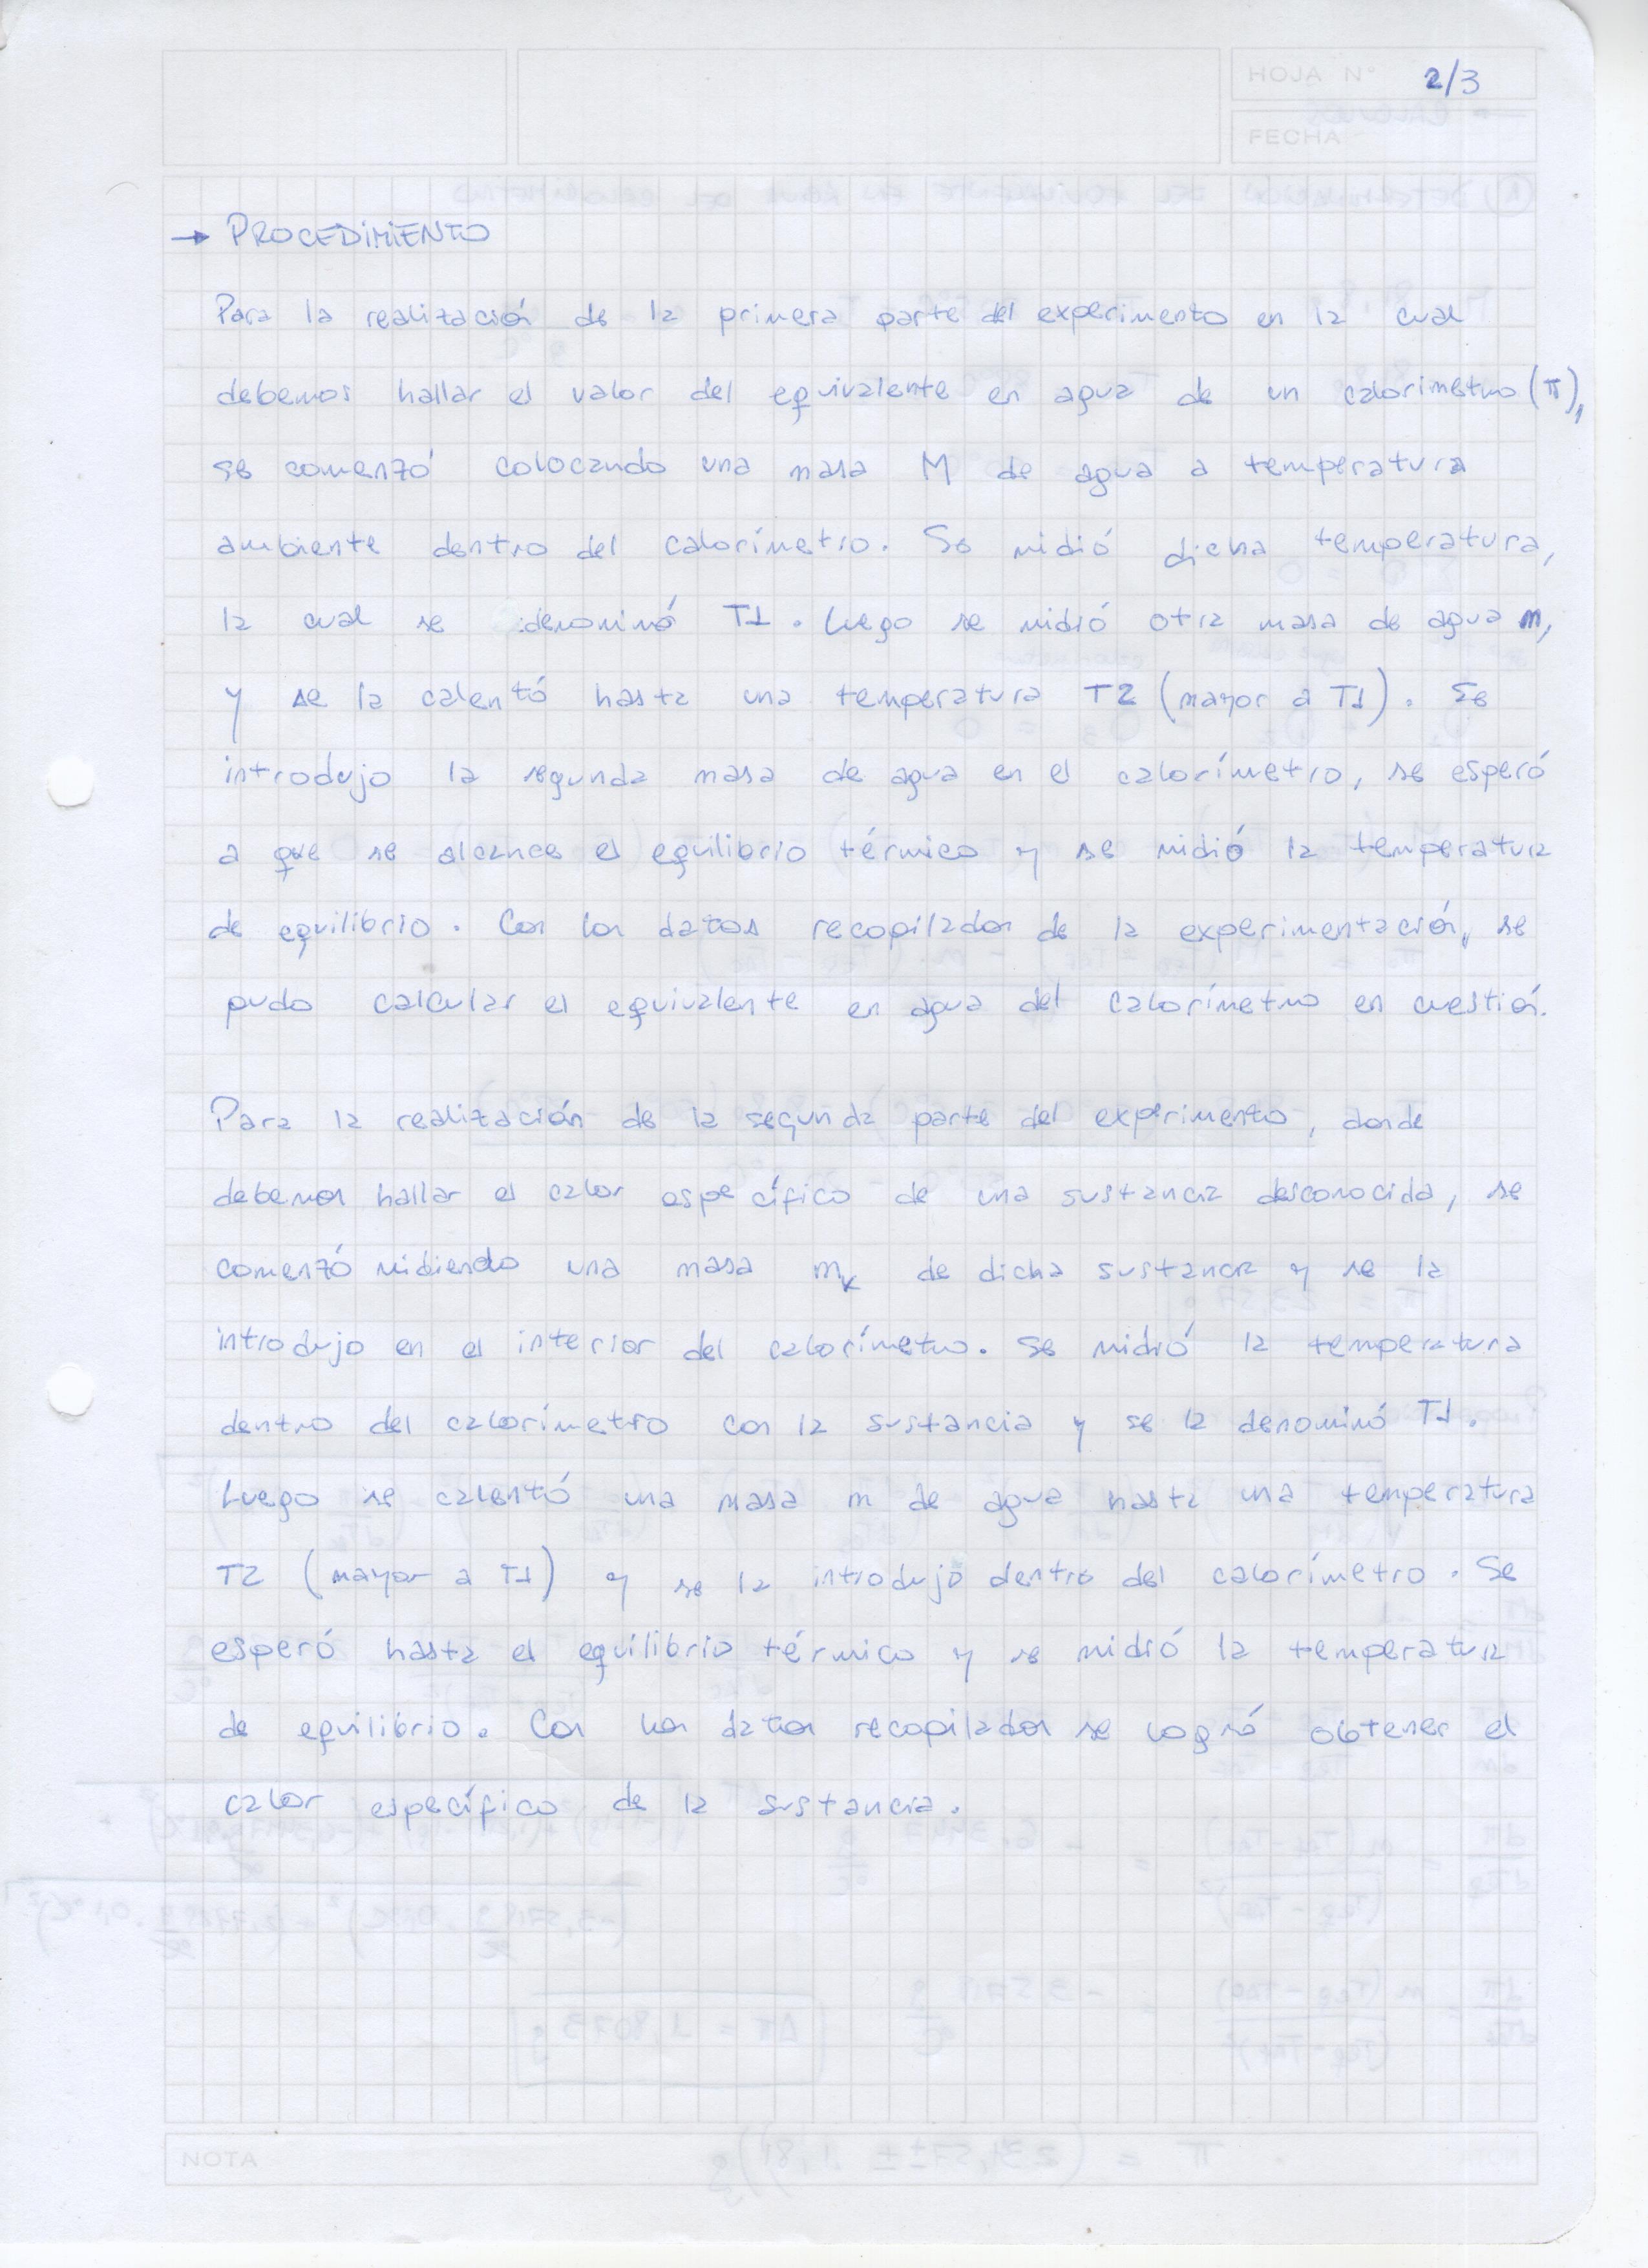 HOJA N° 2/3
FECHA
→ PROCEDIMIENTO
Para la realización de la primera parte del experimento en la cual
debemos hallar el valor del equivalente en agua de un calorimetro (π),
se comenzó colocando una masa M de agua a temperatura
ambiente dentro del calorímetro. Se midió dicha temperatura,
la cual se denominó T1. Luego se midió otra masa de agua m,
y se la calentó hasta una temperatura T2 (mayor a T1). Se
introdujo la segunda masa de agua en el calorímetro, se esperó
a que se alcance el equilibrio térmico y se midió la temperatura
de equilibrio. Con los datos recopilados de la experimentación, se
pudo calcular el equivalente en agua del calorímetro en cuestión.
Para la realización de la segunda parte del experimento, donde
debemos hallar el calor específico de una sustancia desconocida, se
comenzó midiendo una masa mx de dicha sustancia y se la
introdujo en el interior del calorímetro. Se midió la temperatura
dentro del calorímetro con la sustancia y se la denominó T1.
Luego se calentó una masa m de agua hasta una temperatura
T2 (mayor a T1) y se la introdujo dentro del calorímetro. Se
esperó hasta el equilibrio térmico y se midió la temperatura
de equilibrio. Con los datos recopilados se logró obtener el
calor específico de la sustancia.
NOTA